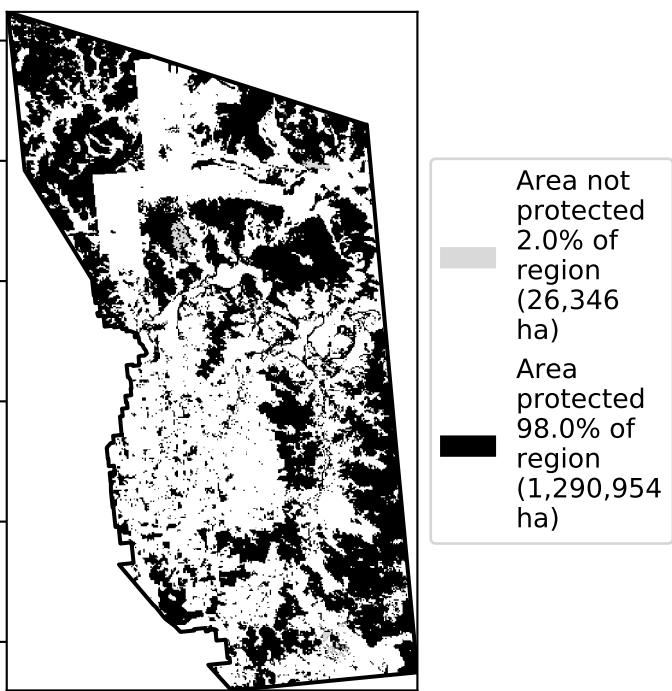 Area not
protected
2.0% of
region
(26,346
ha)
Area
protected
98.0% of
region
(1,290,954
ha)